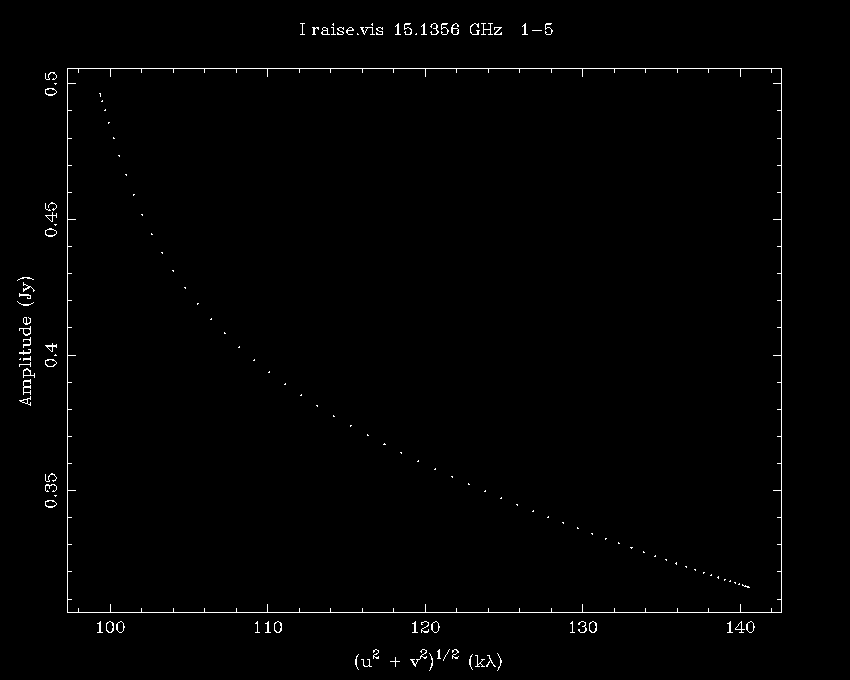 I raise.vis 15.1356 GHz 1−5
0.5
0.45
0.4
0.35
Amplitude (Jy)
100 110 120 130 140
(u² + v²)^1/2 (kλ)